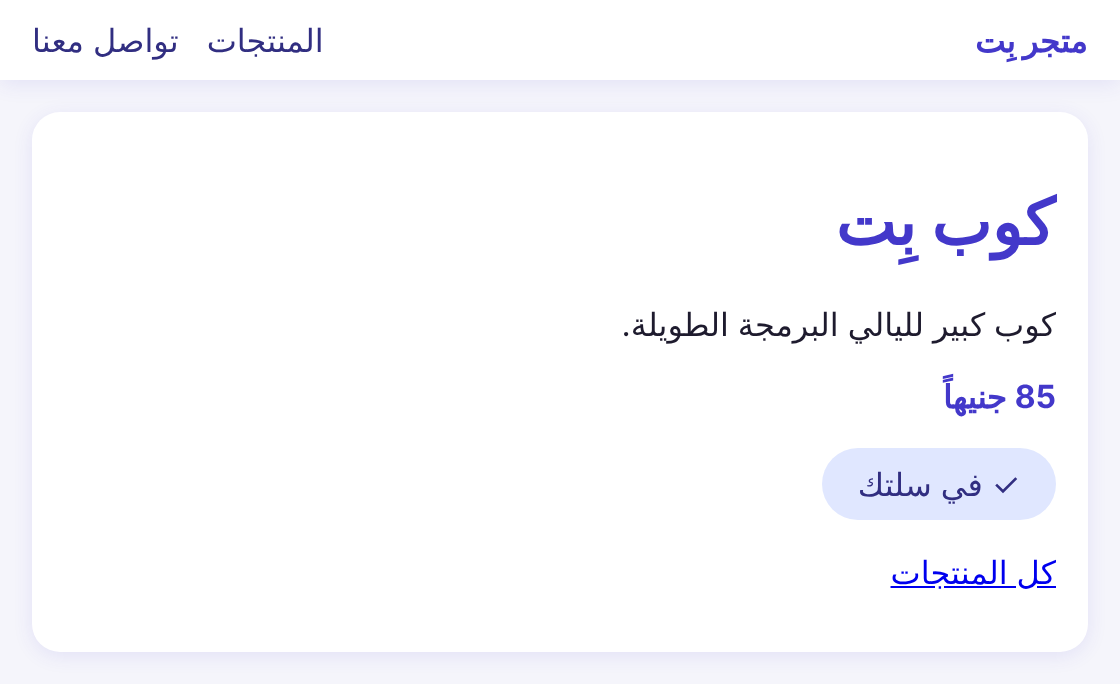 متجر بِت
المنتجات
تواصل معنا
كوب بِت
كوب كبير لليالي البرمجة الطويلة.
85 جنيهاً
✓ في سلتك
كل المنتجات